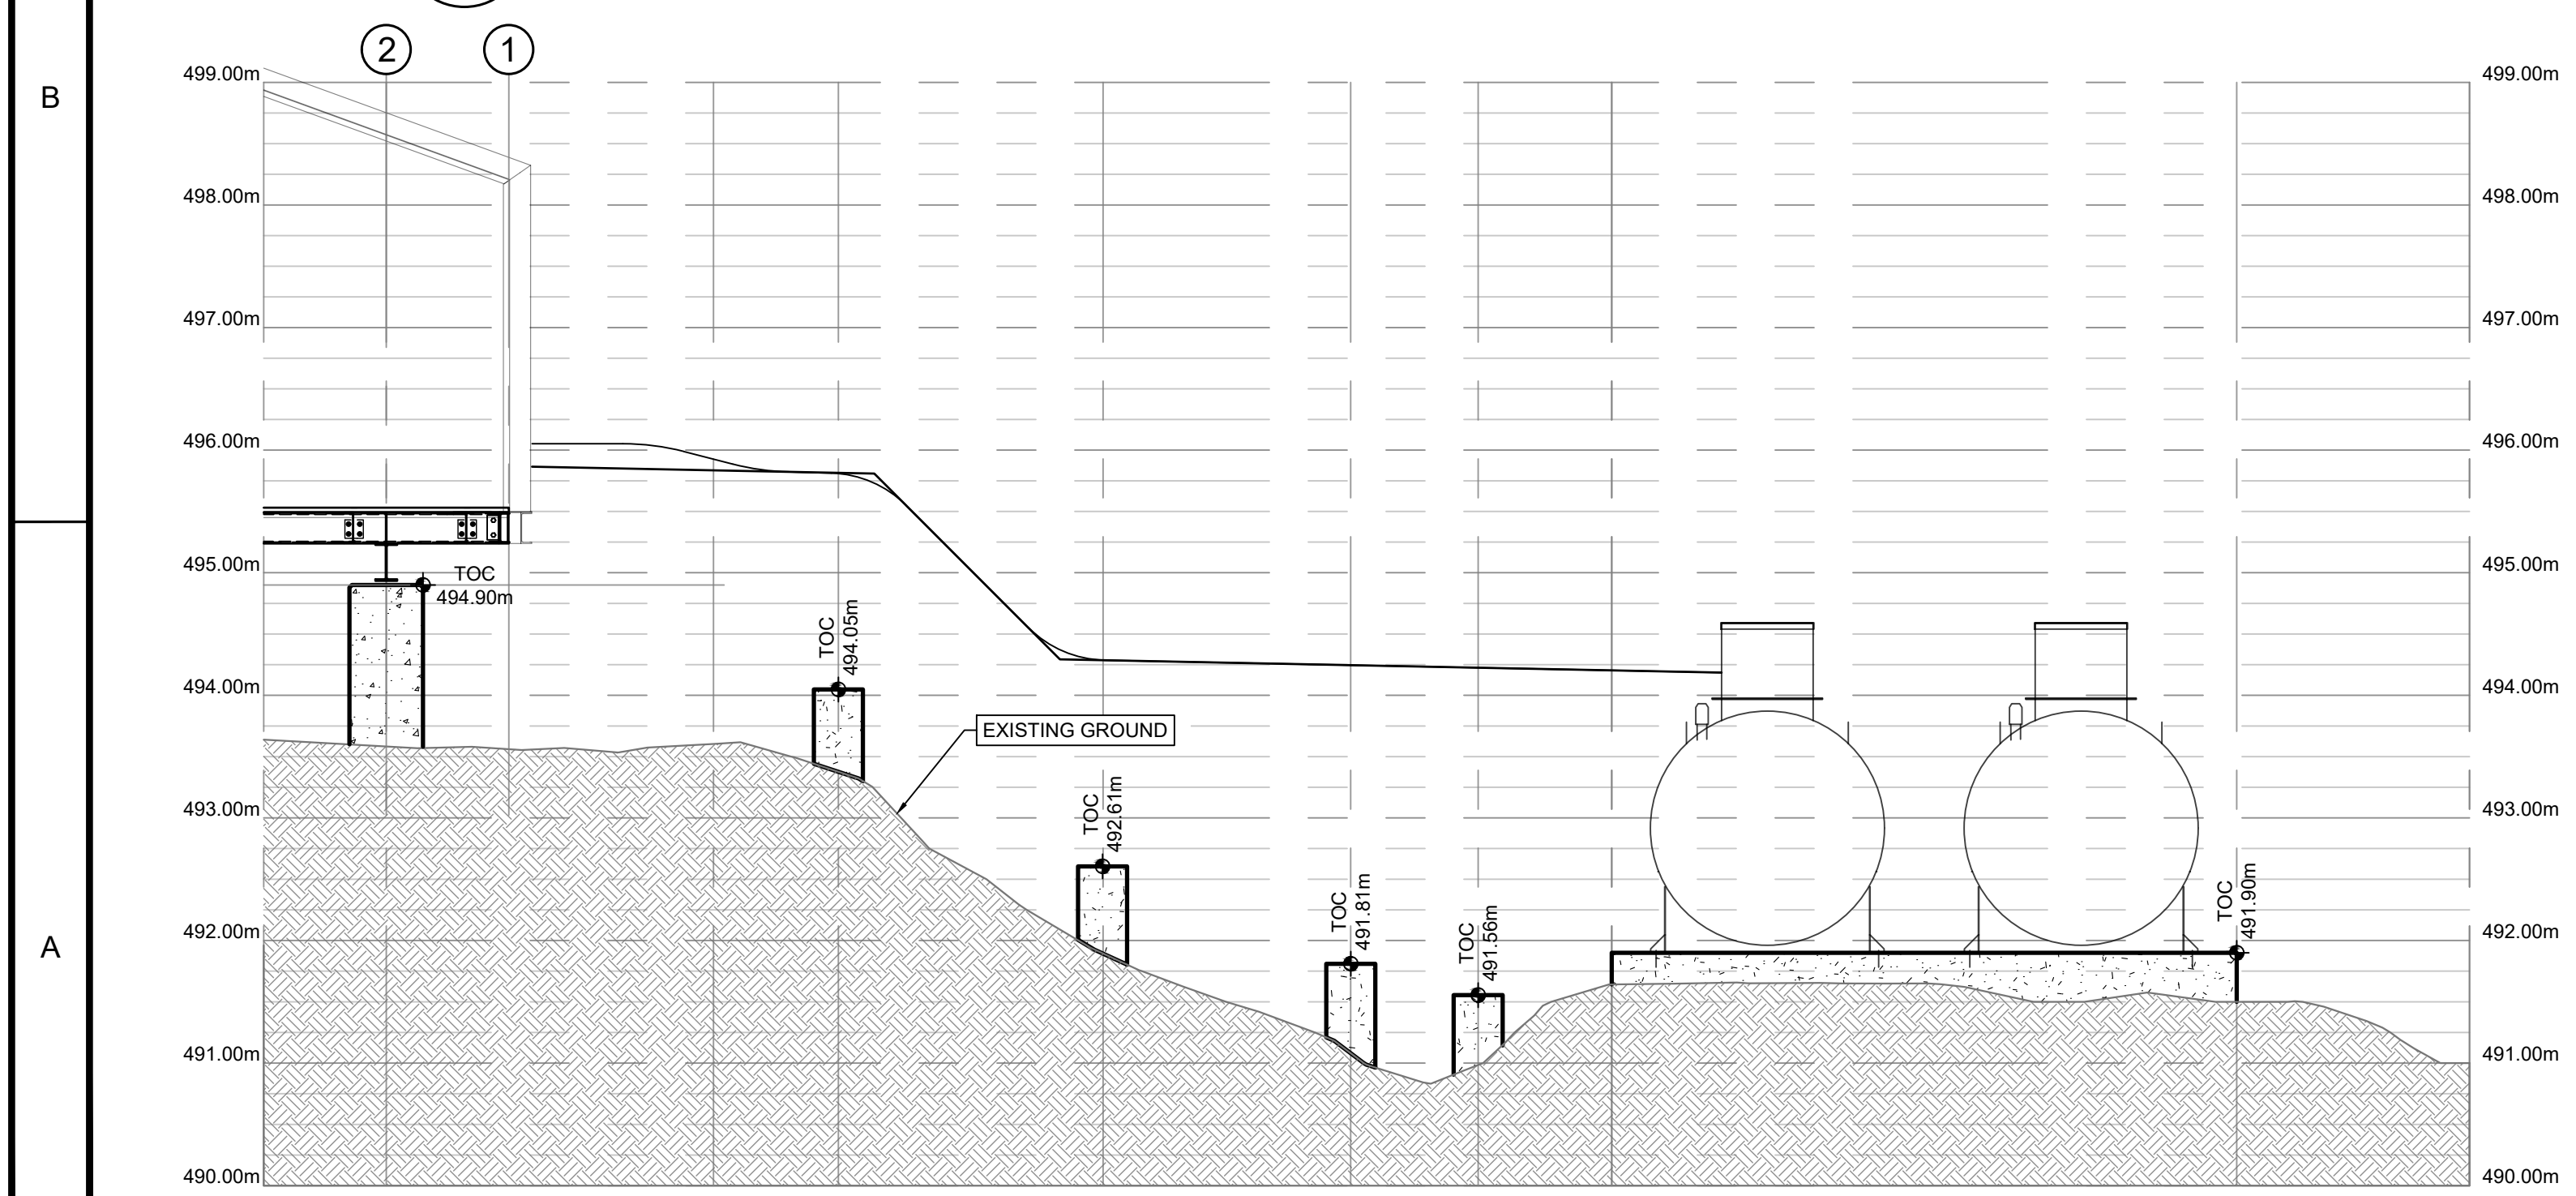 2 1
B
499.00m 499.00m
498.00m 498.00m
497.00m 497.00m
496.00m 496.00m
495.00m 495.00m
TOC
494.90m
TOC
494.05m
494.00m 494.00m
EXISTING GROUND
493.00m 493.00m
TOC
492.61m
TOC
491.81m
TOC
491.56m
TOC
491.90m
A
492.00m 492.00m
491.00m 491.00m
490.00m 490.00m